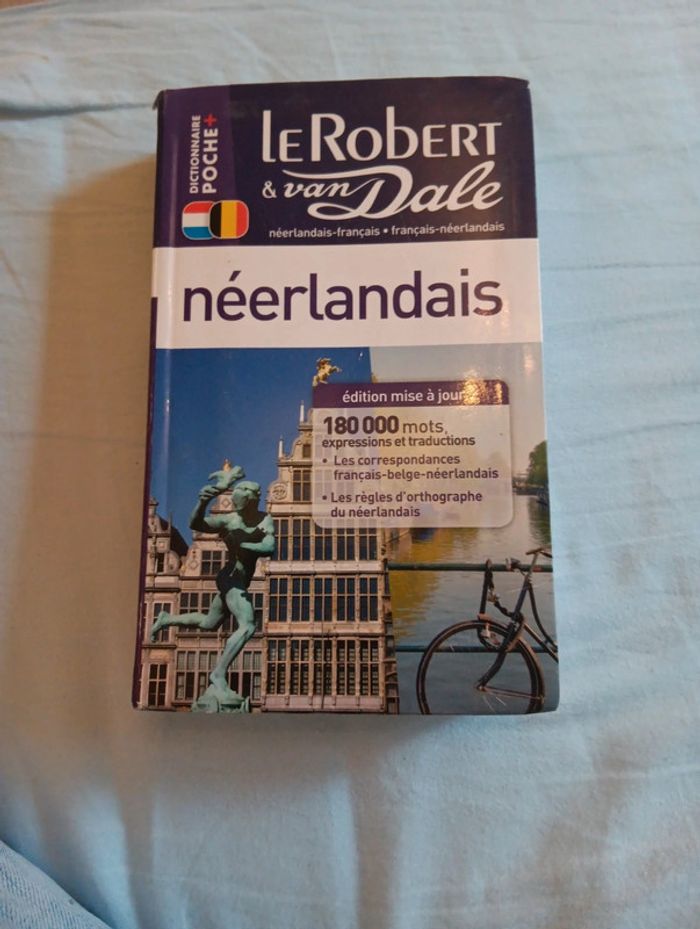 DICTIONNAIRE
POCHE+
LE ROBERT
& van Dale
néerlandais-français • français-néerlandais
néerlandais
édition mise à jour
180 000 mots,
expressions et traductions
• Les correspondances
français-belge-néerlandais
• Les règles d'orthographe
du néerlandais